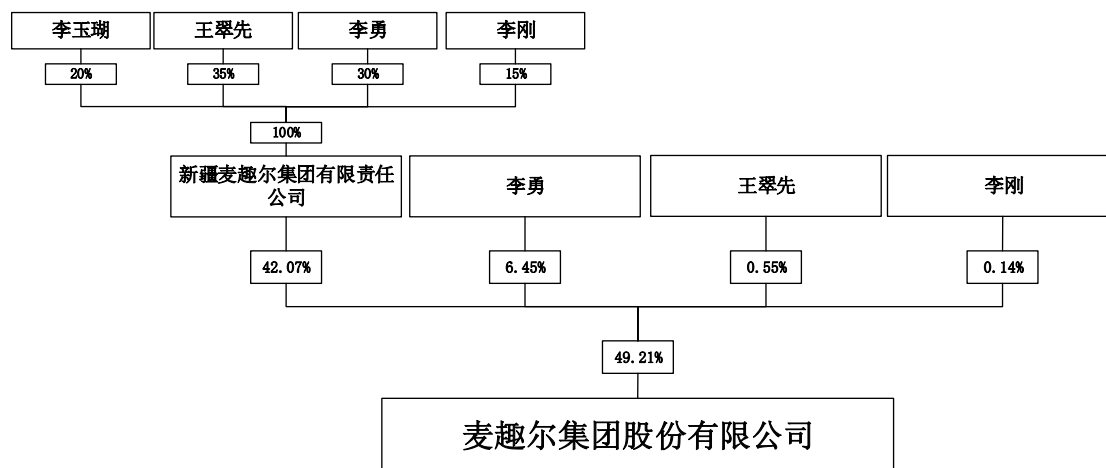 李玉瑚 王翠先 李勇 李刚
20% 35% 30% 15%
100%
新疆麦趣尔集团有限责任
公司
李勇 王翠先 李刚
42.07% 6.45% 0.55% 0.14%
49.21%
麦趣尔集团股份有限公司